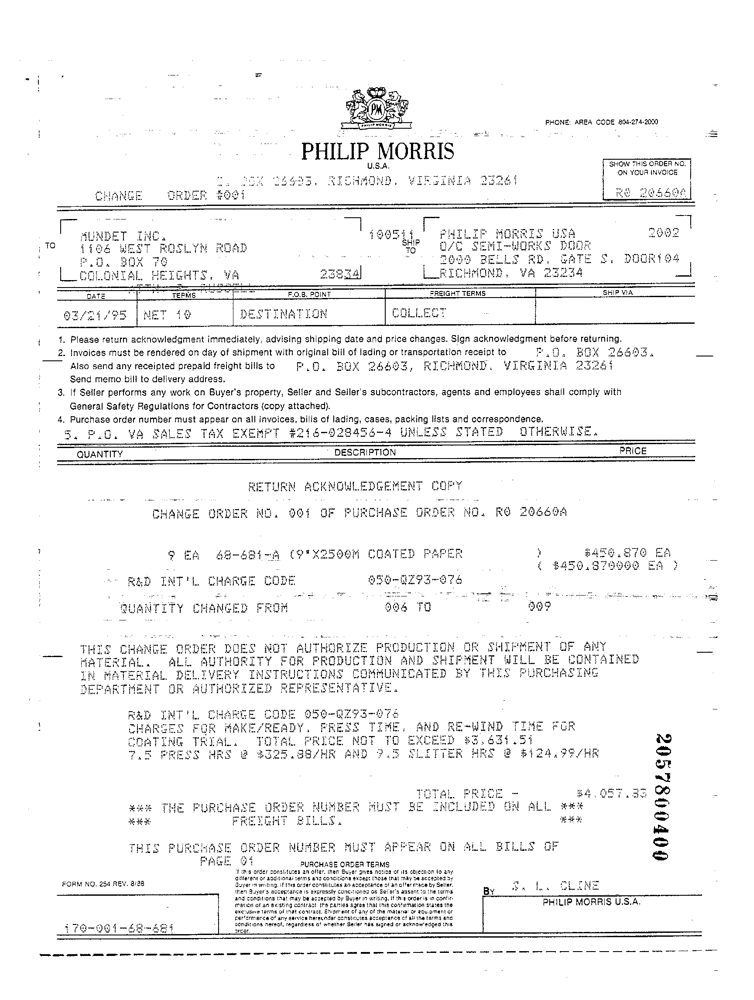 PM
PHILIP MORRIS
PHONE: AREA CODE 804-274-2000
PHILIP MORRIS
U.S.A.
BOX 26603, RICHMOND, VIRGINIA 23261
SHOW THIS ORDER NO.
ON YOUR INVOICE
R0 20660A
CHANGE ORDER #001
TO
MUNDET INC.
1106 WEST ROSLYN ROAD
P.O. BOX 70
COLONIAL HEIGHTS, VA 23834
100511
SHIP
TO
PHILIP MORRIS USA 2002
O/C SEMI-WORKS DOOR
2000 BELLS RD, GATE S, DOOR104
RICHMOND, VA 23234
DATE TERMS F.O.B. POINT FREIGHT TERMS SHIP VIA
03/21/95 NET 10 DESTINATION COLLECT
1. Please return acknowledgment immediately, advising shipping date and price changes. Sign acknowledgment before returning.
2. Invoices must be rendered on day of shipment with original bill of lading or transportation receipt to P.O. BOX 26603,
Also send any receipted prepaid freight bills to P.O. BOX 26603, RICHMOND, VIRGINIA 23261
Send memo bill to delivery address.
3. If Seller performs any work on Buyer's property, Seller and Seller's subcontractors, agents and employees shall comply with
General Safety Regulations for Contractors (copy attached).
4. Purchase order number must appear on all invoices, bills of lading, cases, packing lists and correspondence.
5. P.O. VA SALES TAX EXEMPT #216-028456-4 UNLESS STATED OTHERWISE.
QUANTITY DESCRIPTION PRICE
RETURN ACKNOWLEDGEMENT COPY
CHANGE ORDER NO. 001 OF PURCHASE ORDER NO. R0 20660A
9 EA 68-681-A (9"X2500M COATED PAPER ) $450.870 EA
( $450.870000 EA )
R&D INT'L CHARGE CODE 050-QZ93-076
QUANTITY CHANGED FROM 006 TO 009
THIS CHANGE ORDER DOES NOT AUTHORIZE PRODUCTION OR SHIPMENT OF ANY
MATERIAL. ALL AUTHORITY FOR PRODUCTION AND SHIPMENT WILL BE CONTAINED
IN MATERIAL DELIVERY INSTRUCTIONS COMMUNICATED BY THIS PURCHASING
DEPARTMENT OR AUTHORIZED REPRESENTATIVE.
R&D INT'L CHARGE CODE 050-QZ93-076
CHARGES FOR MAKE/READY, PRESS TIME, AND RE-WIND TIME FOR
COATING TRIAL. TOTAL PRICE NOT TO EXCEED $3,631.51
7.5 PRESS HRS @ $325.88/HR AND 9.5 SLITTER HRS @ $124.99/HR
TOTAL PRICE - $4,057.83
*** THE PURCHASE ORDER NUMBER MUST BE INCLUDED ON ALL ***
*** FREIGHT BILLS. ***
THIS PURCHASE ORDER NUMBER MUST APPEAR ON ALL BILLS OF
PAGE 01
2057800400
PURCHASE ORDER TERMS
If this order constitutes an offer, then Buyer gives notice of its objection to any
different or additional terms and conditions except those that may be accepted by
Buyer in writing. If this order constitutes an acceptance of an offer made by Seller,
then Buyer's acceptance is expressly conditioned on Seller's assent to the terms
and conditions that may be accepted by Buyer in writing. If this order is in confir-
mation of an existing contract, the parties agree that this confirmation states the
exclusive terms of that contract. Shipment of any of the material or equipment or
performance of any service hereunder constitutes acceptance of all the terms and
conditions hereof, regardless of whether Seller has signed or acknowledged this
order.
FORM NO. 254 REV. 8/88
170-001-68-681
By S. L. CLINE
PHILIP MORRIS U.S.A.